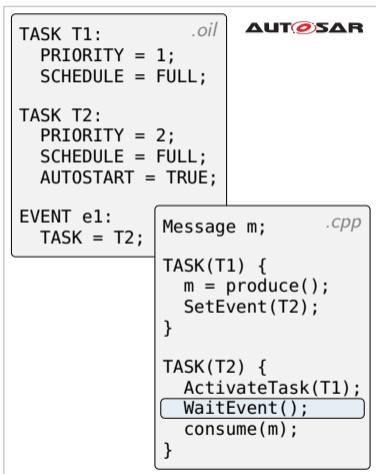 TASK T1:
.oil
AUTOSAR
PRIORITY = 1;
SCHEDULE = FULL;
TASK T2:
PRIORITY = 2;
SCHEDULE = FULL;
AUTOSTART = TRUE;
EVENT e1:
TASK = T2;
Message m;
.cpp
TASK(T1) {
m = produce();
SetEvent(T2);
}
TASK(T2) {
ActivateTask(T1);
WaitEvent();
consume(m);
}